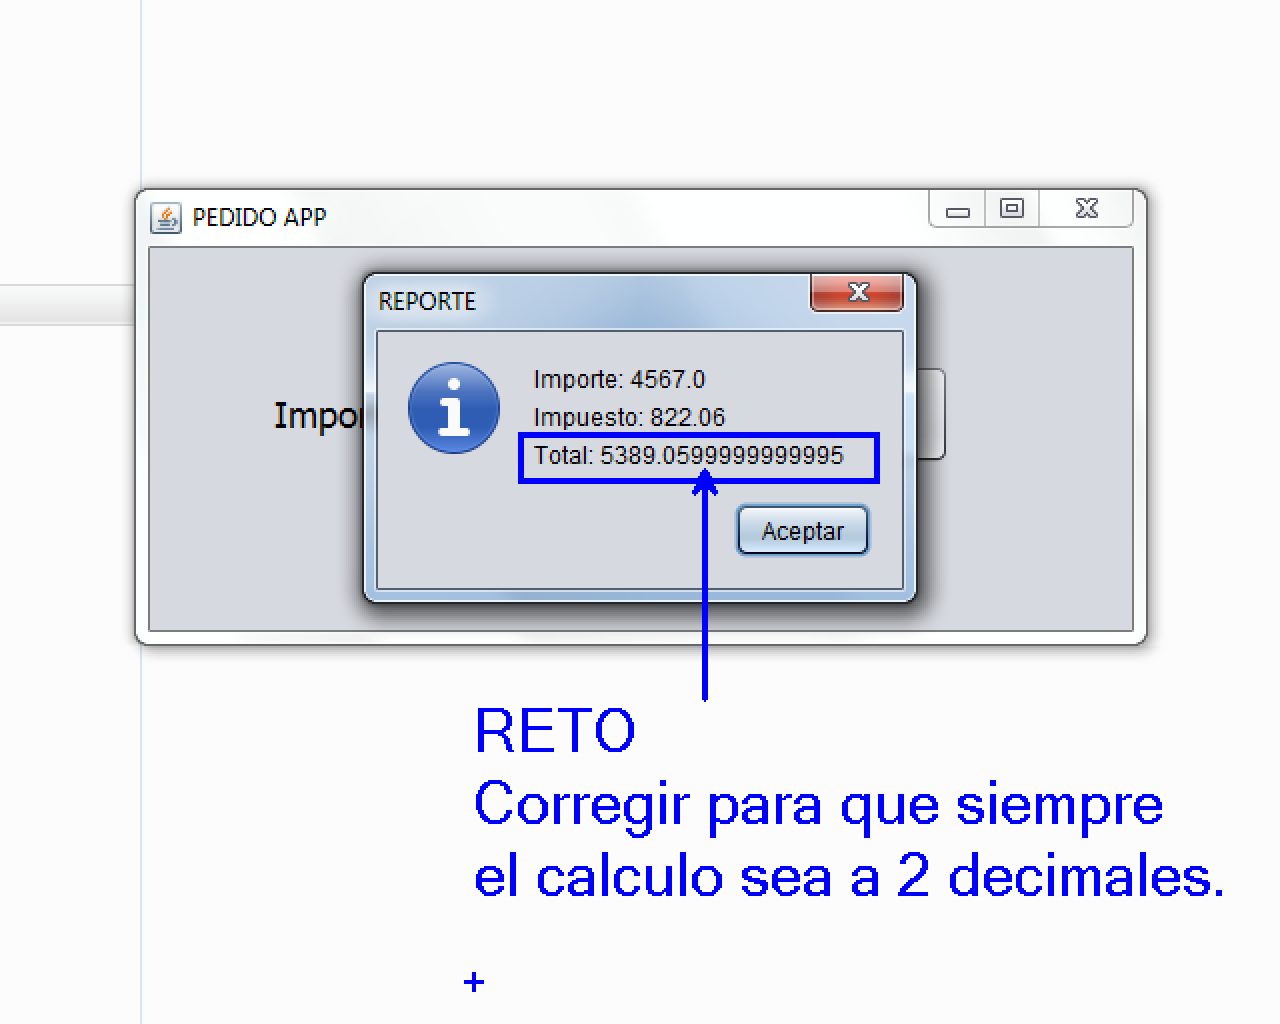 PEDIDO APP
REPORTE
Importe: 4567.0
Impor
Impuesto: 822.06
Total: 5389.0599999999995
Aceptar
RETO
Corregir para que siempre
el calculo sea a 2 decimales.